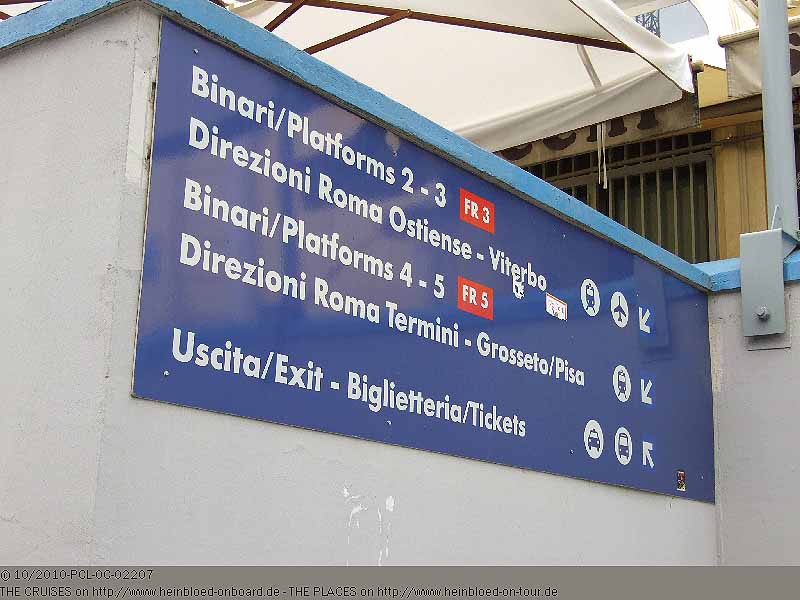 Binari/Platforms 2 - 3 FR 3
Direzioni Roma Ostiense - Viterbo
Binari/Platforms 4 - 5 FR 5
Direzioni Roma Termini - Grosseto/Pisa
Uscita/Exit - Biglietteria/Tickets
© 10/2010-PCL-OC-02207
THE CRUISES on http://www.heinbloed-onboard.de - THE PLACES on http://www.heinbloed-on-tour.de